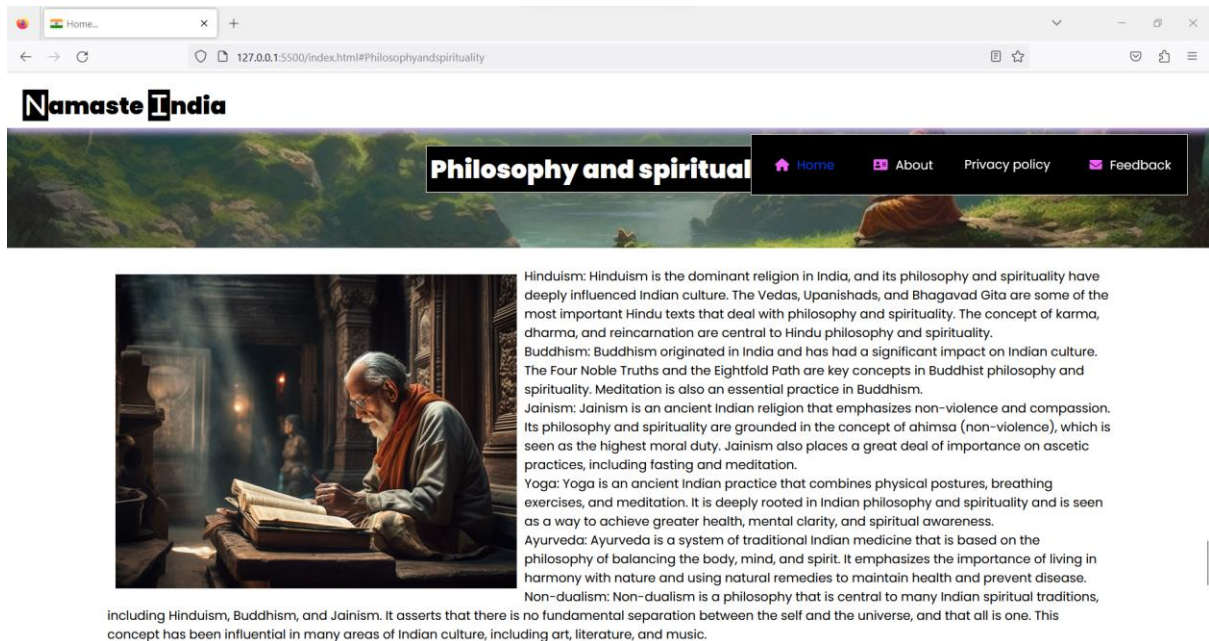 Home...
127.0.0.1:5500/index.html#Philosophyandspirituality
Namaste India
Philosophy and spiritual
Home About Privacy policy Feedback
Hinduism: Hinduism is the dominant religion in India, and its philosophy and spirituality have
deeply influenced Indian culture. The Vedas, Upanishads, and Bhagavad Gita are some of the
most important Hindu texts that deal with philosophy and spirituality. The concept of karma,
dharma, and reincarnation are central to Hindu philosophy and spirituality.
Buddhism: Buddhism originated in India and has had a significant impact on Indian culture.
The Four Noble Truths and the Eightfold Path are key concepts in Buddhist philosophy and
spirituality. Meditation is also an essential practice in Buddhism.
Jainism: Jainism is an ancient Indian religion that emphasizes non-violence and compassion.
Its philosophy and spirituality are grounded in the concept of ahimsa (non-violence), which is
seen as the highest moral duty. Jainism also places a great deal of importance on ascetic
practices, including fasting and meditation.
Yoga: Yoga is an ancient Indian practice that combines physical postures, breathing
exercises, and meditation. It is deeply rooted in Indian philosophy and spirituality and is seen
as a way to achieve greater health, mental clarity, and spiritual awareness.
Ayurveda: Ayurveda is a system of traditional Indian medicine that is based on the
philosophy of balancing the body, mind, and spirit. It emphasizes the importance of living in
harmony with nature and using natural remedies to maintain health and prevent disease.
Non-dualism: Non-dualism is a philosophy that is central to many Indian spiritual traditions,
including Hinduism, Buddhism, and Jainism. It asserts that there is no fundamental separation between the self and the universe, and that all is one. This
concept has been influential in many areas of Indian culture, including art, literature, and music.